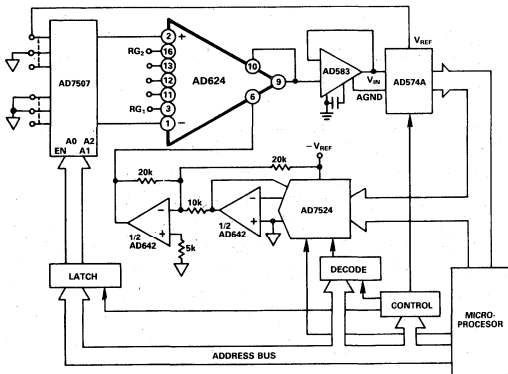 VREF
AD7507
A0 A2
EN A1
2 +
RG2 16
13
12
11
RG1 3
1 −
AD624
10
9
6
AD583
VIN
AGND
AD574A
20k
20k
−VREF
−
+
1/2
AD642
5k
10k
−
+
1/2
AD642
AD7524
LATCH
DECODE
CONTROL
MICRO-
PROCESOR
ADDRESS BUS